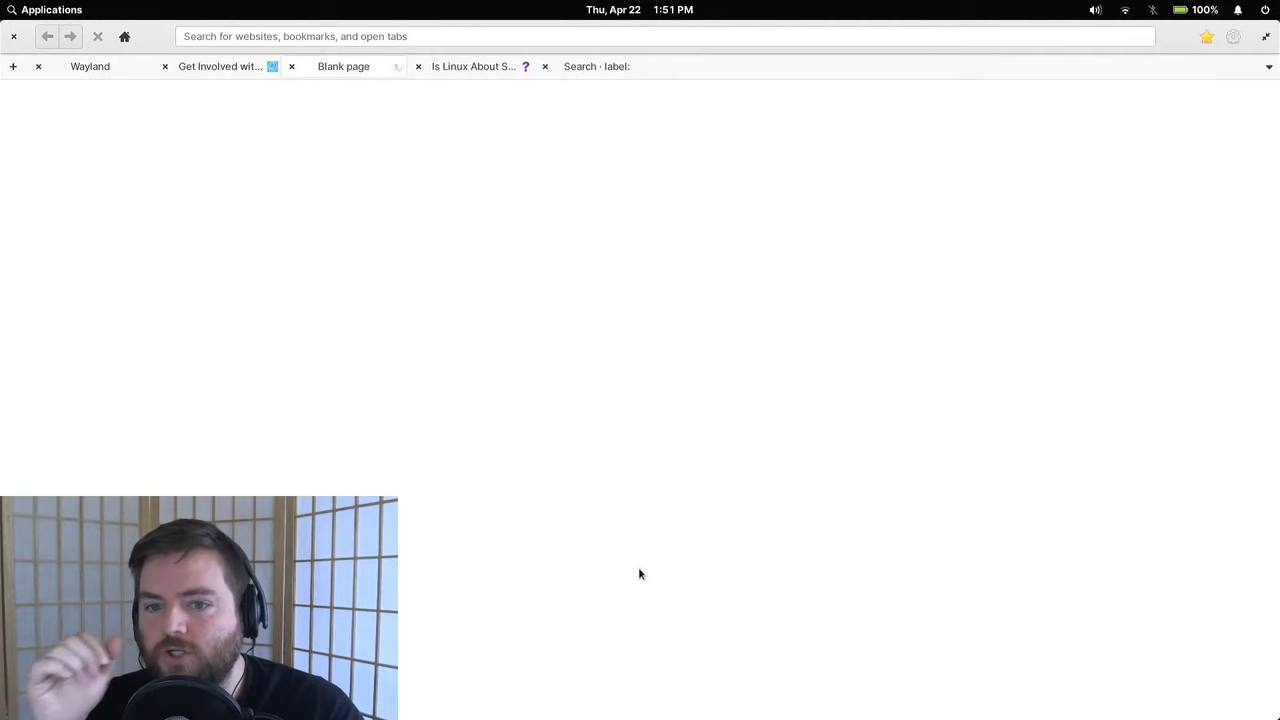 Applications
Thu, Apr 22 1:51 PM
100%
Search for websites, bookmarks, and open tabs
Wayland
Get Involved wit...
Blank page
Is Linux About S... ?
Search · label: